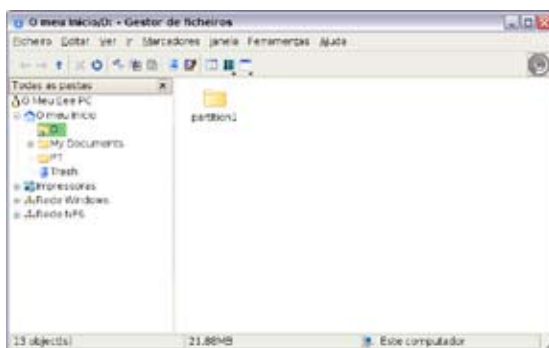 O meu Início/D: - Gestor de ficheiros
Ficheiro Editar Ver Ir Marcadores Janela Ferramentas Ajuda
Todas as pastas
O Meu Eee PC
O meu Início
D:
My Documents
PT
Trash
Impressoras
Rede Windows
Rede NFS
partition1
13 object(s)
21.88MB
Este computador